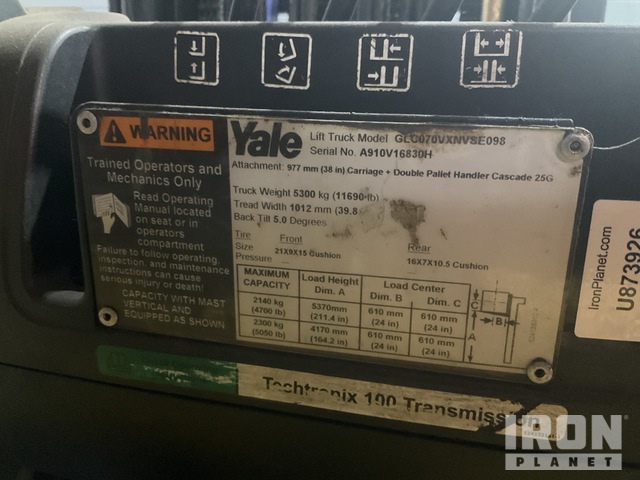 WARNING
Trained Operators and
Mechanics Only
Read Operating
Manual located
on seat or in
operators
compartment
Failure to follow operating,
inspection, and maintenance
instructions can cause
serious injury or death!
CAPACITY WITH MAST
VERTICAL AND
EQUIPPED AS SHOWN
Yale
Lift Truck Model GLC070VXNVSE098
Serial No. A910V16830H
Attachment: 977 mm (38 in) Carriage + Double Pallet Handler Cascade 25G
Truck Weight 5300 kg (11690 lb)
Tread Width 1012 mm (39.8
Back Tilt 5.0 Degrees
Tire Front Rear
Size 21X9X15 Cushion 16X7X10.5 Cushion
Pressure
MAXIMUM CAPACITY Load Height Dim. A Load Center Dim. B Dim. C
2140 kg (4700 lb) 5370mm (211.4 in) 610 mm (24 in) 610 mm (24 in)
2300 kg (5050 lb) 4170 mm (164.2 in) 610 mm (24 in) 610 mm (24 in)
C
B
A
Techtronix 100 Transmission
IronPlanet.com
U873926
IRON
PLANET